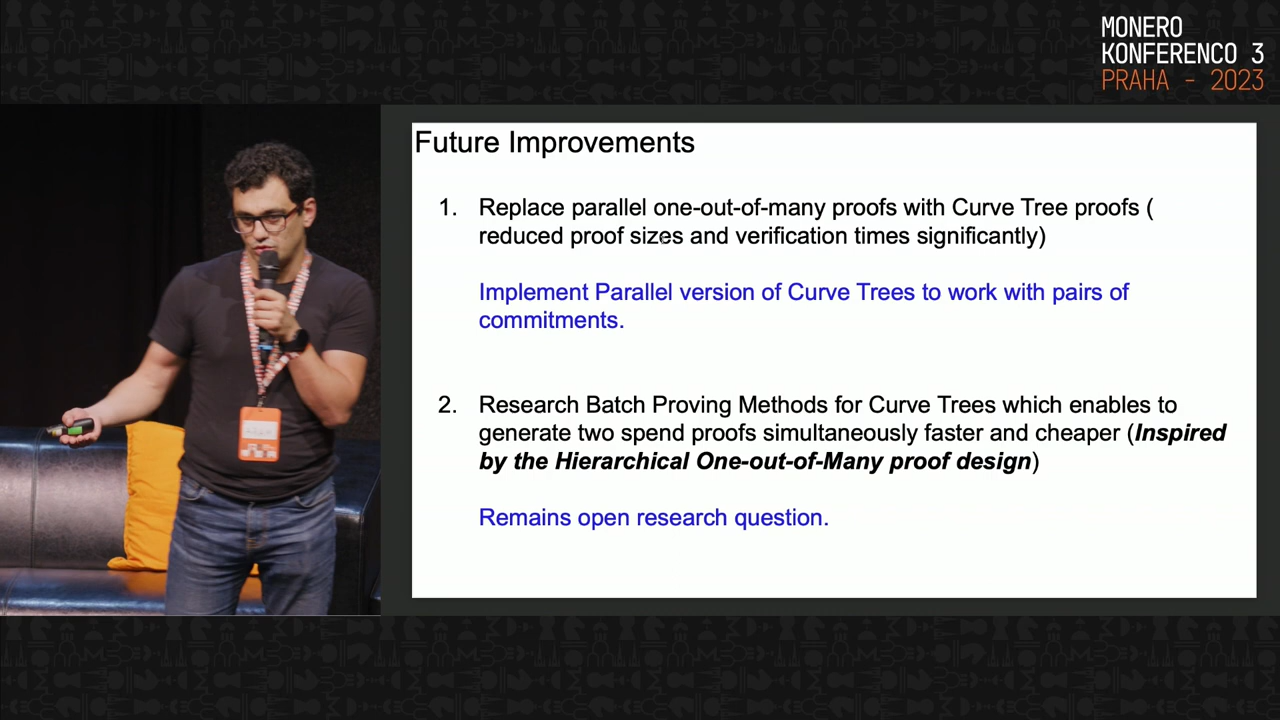 MONERO
KONFERENCO 3
PRAHA - 2023
Future Improvements
1. Replace parallel one-out-of-many proofs with Curve Tree proofs (
reduced proof sizes and verification times significantly)
Implement Parallel version of Curve Trees to work with pairs of
commitments.
2. Research Batch Proving Methods for Curve Trees which enables to
generate two spend proofs simultaneously faster and cheaper (Inspired
by the Hierarchical One-out-of-Many proof design)
Remains open research question.